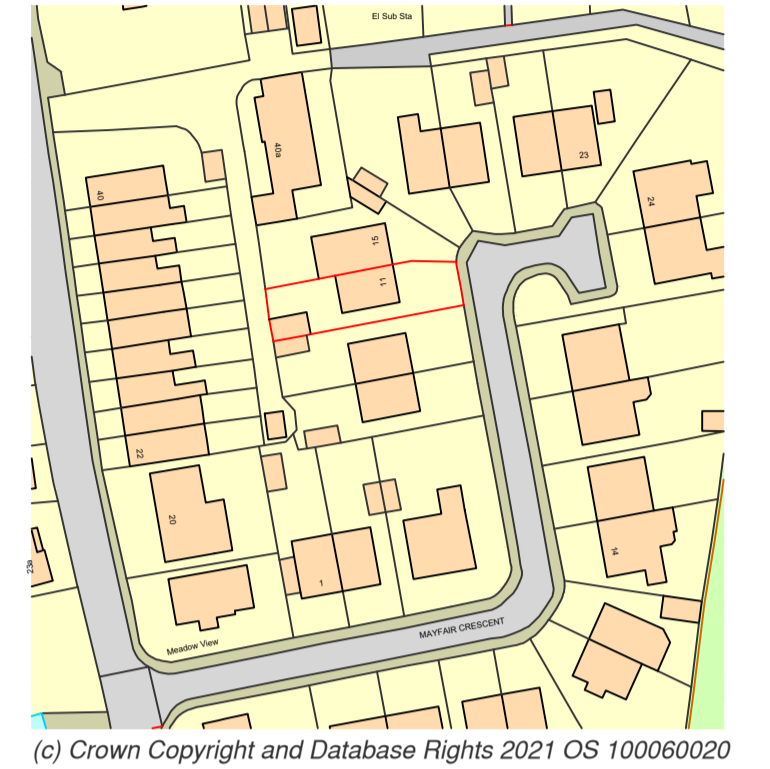 El Sub Sta
40a
23
40
24
15
11
22
20
14
23a
1
MAYFAIR CRESCENT
Meadow View
(c) Crown Copyright and Database Rights 2021 OS 100060020